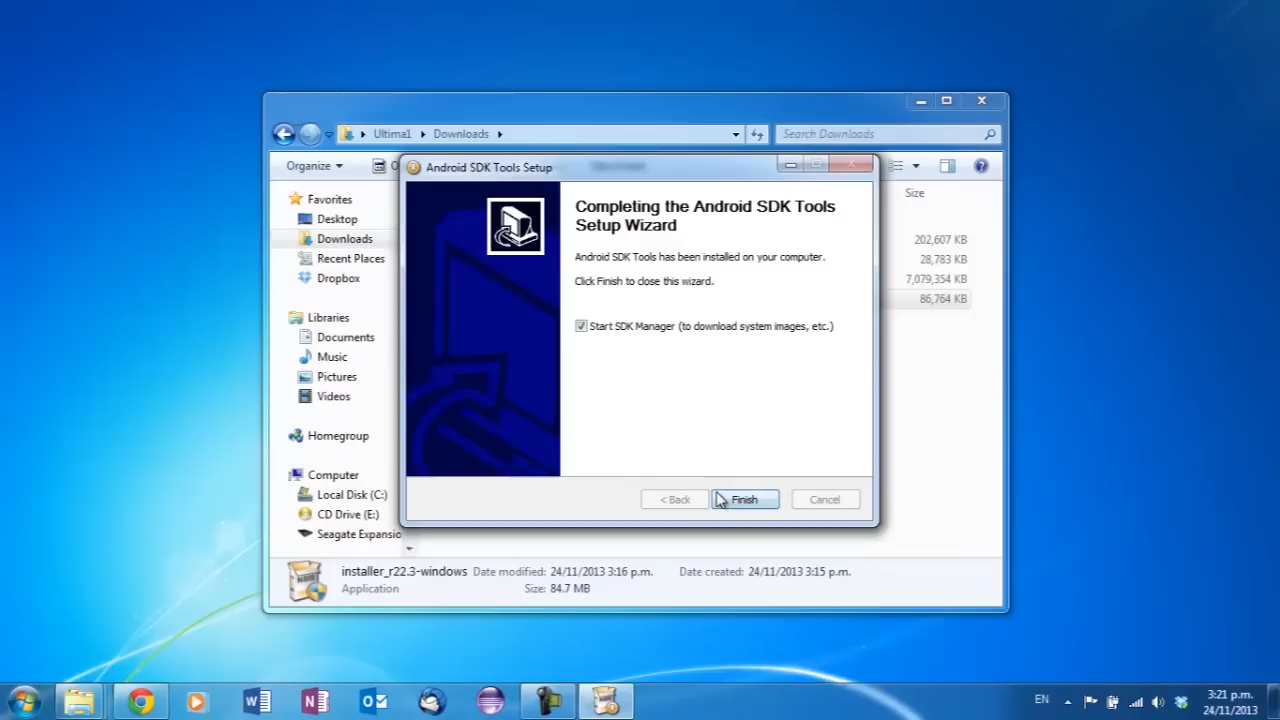 Ultima1
Downloads
Search Downloads
Organize
Android SDK Tools Setup
Favorites
Desktop
Downloads
Recent Places
Dropbox
Libraries
Documents
Music
Pictures
Videos
Homegroup
Computer
Local Disk (C:)
CD Drive (E:)
Seagate Expansio
Completing the Android SDK Tools
Setup Wizard
Android SDK Tools has been installed on your computer.
Click Finish to close this wizard.
Start SDK Manager (to download system images, etc.)
< Back
Finish
Cancel
Size
202,607 KB
28,783 KB
7,079,354 KB
86,764 KB
installer_r22.3-windows Date modified: 24/11/2013 3:16 p.m. Date created: 24/11/2013 3:15 p.m.
Application Size: 84.7 MB
EN
3:21 p.m.
24/11/2013